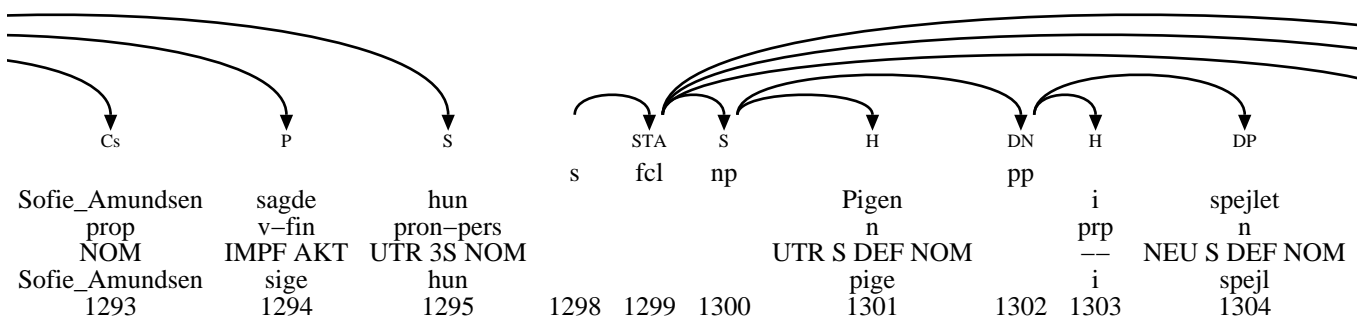 Cs P S STA S H DN H DP
s fcl np pp
Sofie_Amundsen sagde hun Pigen i spejlet
prop v−fin pron−pers n prp n
NOM IMPF AKT UTR 3S NOM UTR S DEF NOM −− NEU S DEF NOM
Sofie_Amundsen sige hun pige i spejl
1293 1294 1295 1298 1299 1300 1301 1302 1303 1304